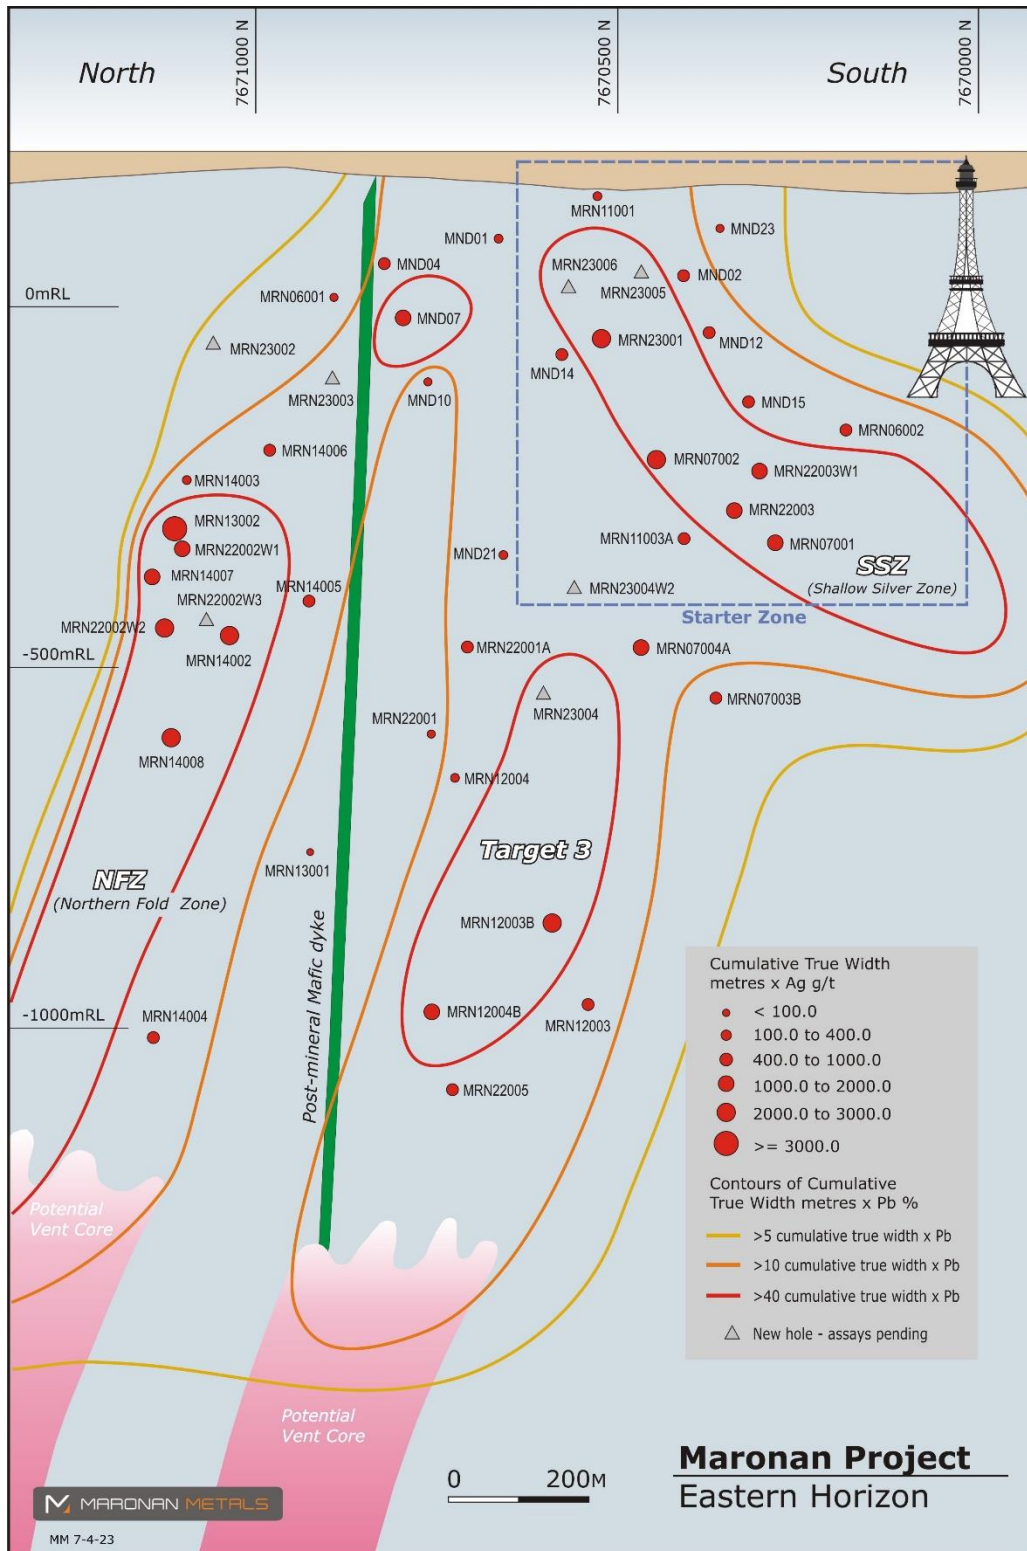 North
7671000 N
7670500 N
South
7670000 N
MRN11001
MND23
MND01
MRN23006
MND04
MND02
MRN23005
0mRL
MRN06001
MND07
MRN23002
MRN23001
MND12
MND14
MRN23003
MND10
MND15
MRN06002
MRN14006
MRN07002
MRN22003W1
MRN14003
MRN22003
MRN13002
MRN11003A
MRN07001
MRN22002W1
MND21
SSZ
(Shallow Silver Zone)
MRN14007
MRN14005
MRN23004W2
MRN22002W3
Starter Zone
MRN22002W2
MRN14002
MRN22001A
MRN07004A
-500mRL
MRN07003B
MRN23004
MRN22001
MRN14008
MRN12004
Target 3
MRN13001
NFZ
(Northern Fold Zone)
Post-mineral Mafic dyke
MRN12003B
MRN12004B
MRN12003
-1000mRL
MRN14004
MRN22005
Cumulative True Width
metres x Ag g/t
< 100.0
100.0 to 400.0
400.0 to 1000.0
1000.0 to 2000.0
2000.0 to 3000.0
>= 3000.0
Contours of Cumulative
True Width metres x Pb %
>5 cumulative true width x Pb
>10 cumulative true width x Pb
>40 cumulative true width x Pb
New hole - assays pending
Potential
Vent Core
Potential
Vent Core
0 200M
Maronan Project
Eastern Horizon
MARONAN METALS
MM 7-4-23